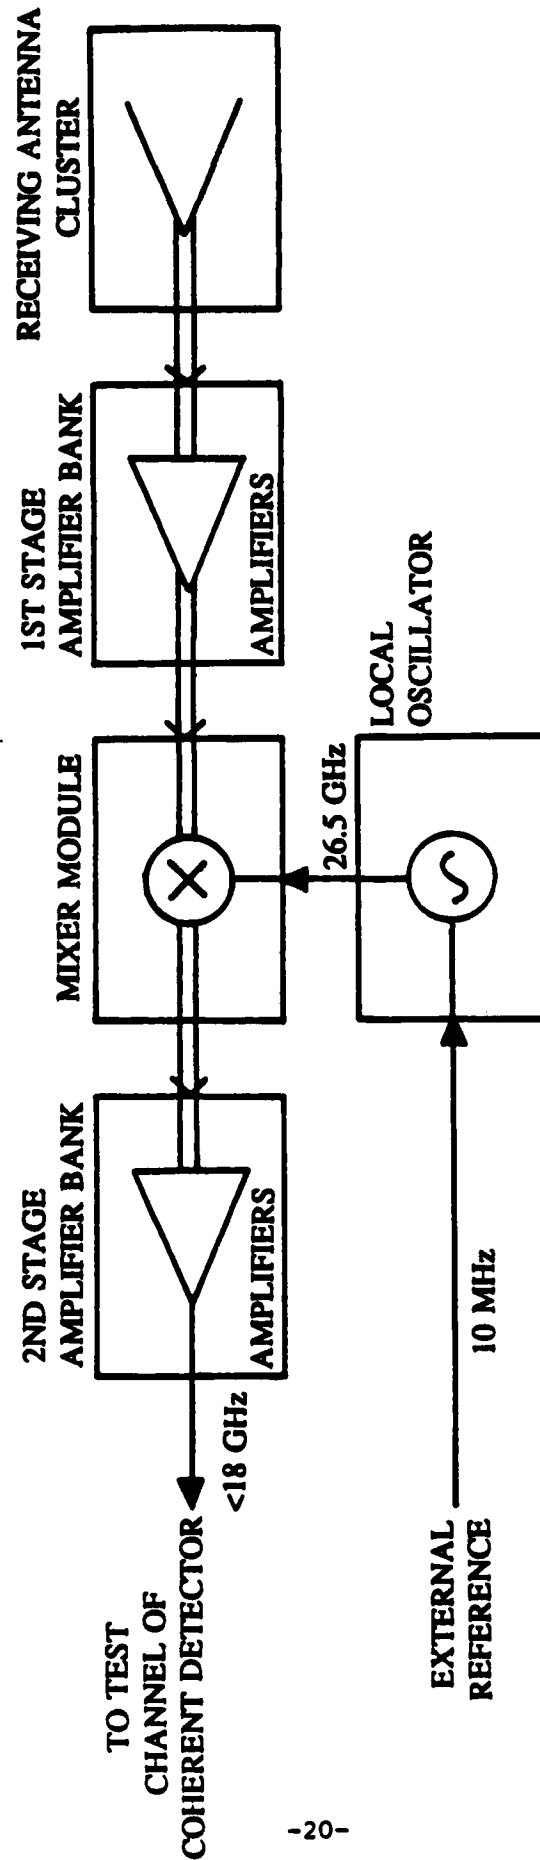 RECEIVING ANTENNA
CLUSTER
1ST STAGE
AMPLIFIER BANK
AMPLIFIERS
MIXER MODULE
26.5 GHz
LOCAL
OSCILLATOR
2ND STAGE
AMPLIFIER BANK
AMPLIFIERS
<18 GHz
TO TEST
CHANNEL OF
COHERENT DETECTOR
10 MHz
EXTERNAL
REFERENCE
-20-